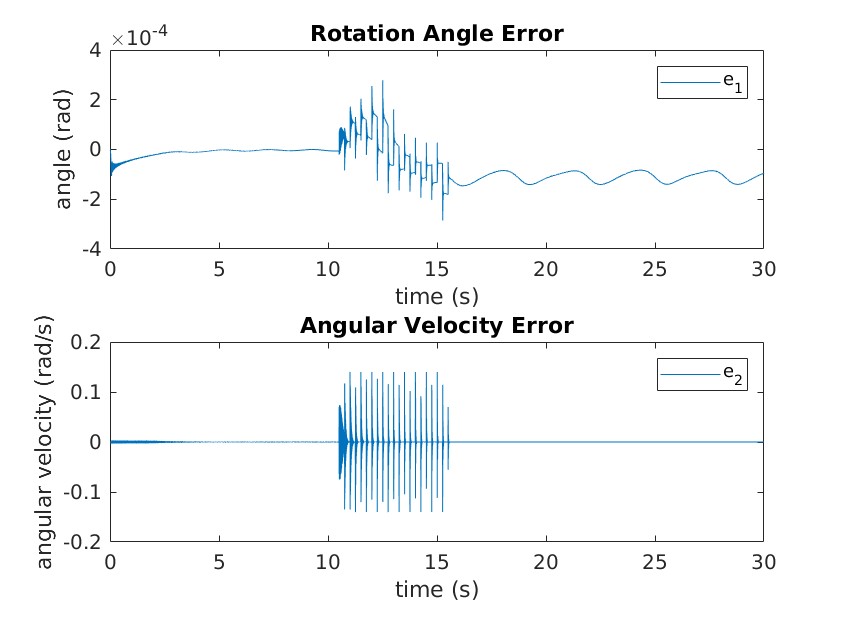 Rotation Angle Error
×10-4
4
2
0
-2
-4
angle (rad)
e1
0 5 10 15 20 25 30
time (s)
Angular Velocity Error
0.2
0.1
0
-0.1
-0.2
angular velocity (rad/s)
e2
0 5 10 15 20 25 30
time (s)